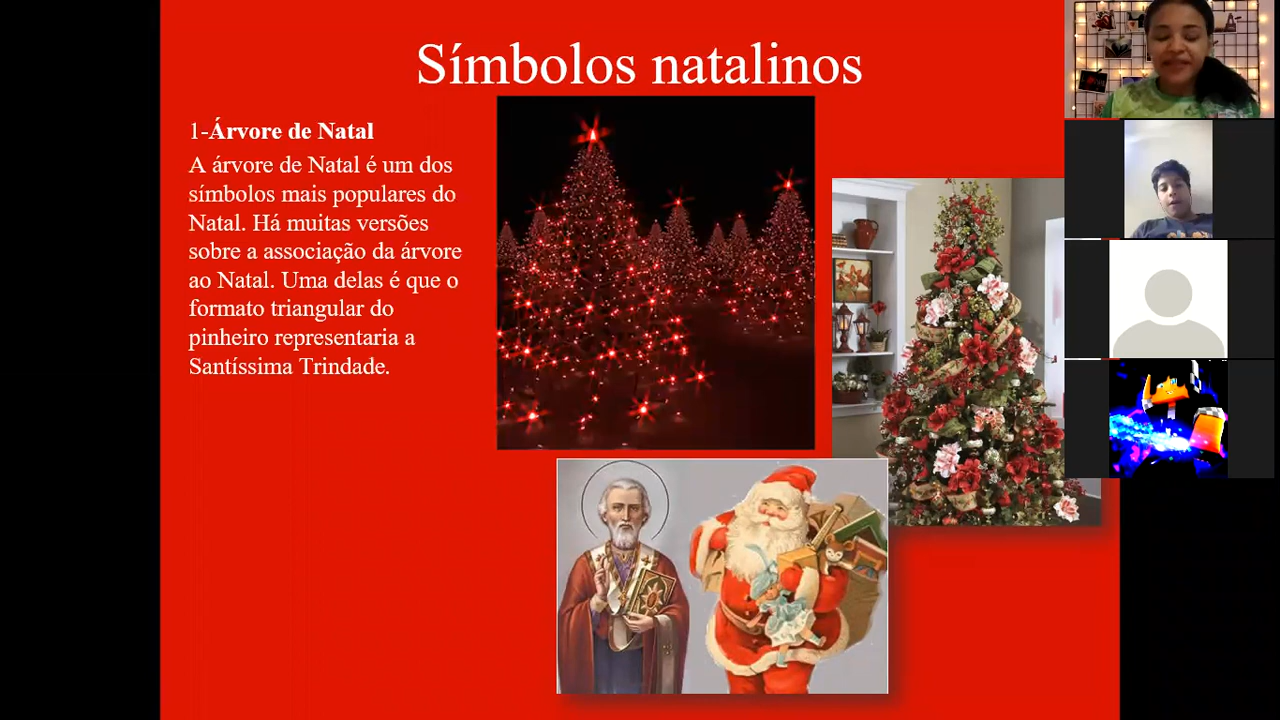 Símbolos natalinos
1-Árvore de Natal
A árvore de Natal é um dos
símbolos mais populares do
Natal. Há muitas versões
sobre a associação da árvore
ao Natal. Uma delas é que o
formato triangular do
pinheiro representaria a
Santíssima Trindade.